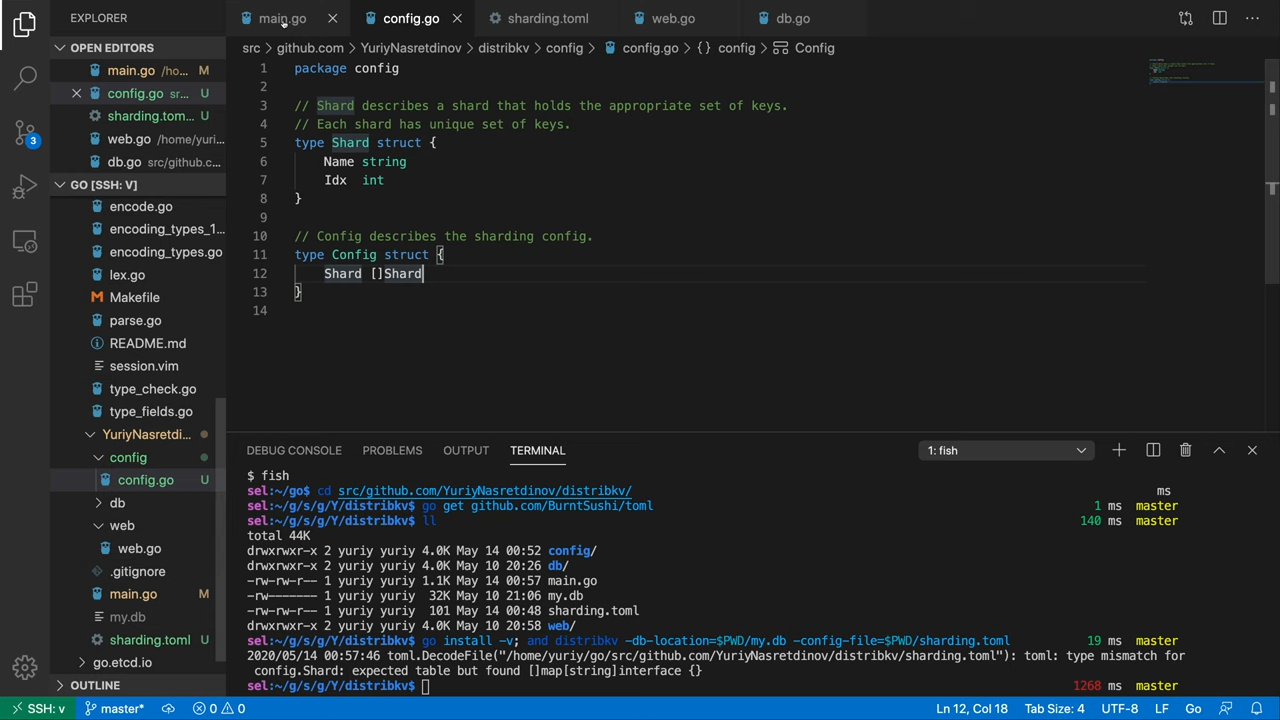 EXPLORER
main.go
config.go
sharding.toml
web.go
db.go
OPEN EDITORS
main.go /ho... M
config.go sr... U
sharding.tom... U
web.go /home/yuri...
db.go src/github.c...
GO [SSH: V]
encode.go
encoding_types_1...
encoding_types.go
lex.go
Makefile
parse.go
README.md
session.vim
type_check.go
type_fields.go
YuriyNasretdi...
config
config.go U
db
web
web.go
.gitignore
main.go M
my.db
sharding.toml U
go.etcd.io
OUTLINE
src > github.com > YuriyNasretdinov > distribkv > config > config.go > {} config > Config
1 package config
2
3 // Shard describes a shard that holds the appropriate set of keys.
4 // Each shard has unique set of keys.
5 type Shard struct {
6 Name string
7 Idx int
8 }
9
10 // Config describes the sharding config.
11 type Config struct {
12 Shard []Shard
13 }
14
DEBUG CONSOLE PROBLEMS OUTPUT TERMINAL 1: fish
$ fish
sel:~/go$ cd src/github.com/YuriyNasretdinov/distribkv/ ms
sel:~/g/s/g/Y/distribkv$ go get github.com/BurntSushi/toml 1 ms master
sel:~/g/s/g/Y/distribkv$ ll 140 ms master
total 44K
drwxrwxr-x 2 yuriy yuriy 4.0K May 14 00:52 config/
drwxrwxr-x 2 yuriy yuriy 4.0K May 10 20:26 db/
-rw-rw-r-- 1 yuriy yuriy 1.1K May 14 00:57 main.go
-rw------- 1 yuriy yuriy 32K May 10 21:06 my.db
-rw-rw-r-- 1 yuriy yuriy 101 May 14 00:48 sharding.toml
drwxrwxr-x 2 yuriy yuriy 4.0K May 10 20:58 web/
sel:~/g/s/g/Y/distribkv$ go install -v; and distribkv -db-location=$PWD/my.db -config-file=$PWD/sharding.toml 19 ms master
2020/05/14 00:57:46 toml.DecodeFile("/home/yuriy/go/src/github.com/YuriyNasretdinov/distribkv/sharding.toml"): toml: type mismatch for
config.Shard: expected table but found []map[string]interface {}
sel:~/g/s/g/Y/distribkv$ 1268 ms master
3
SSH: v master* 0 0 Ln 12, Col 18 Tab Size: 4 UTF-8 LF Go